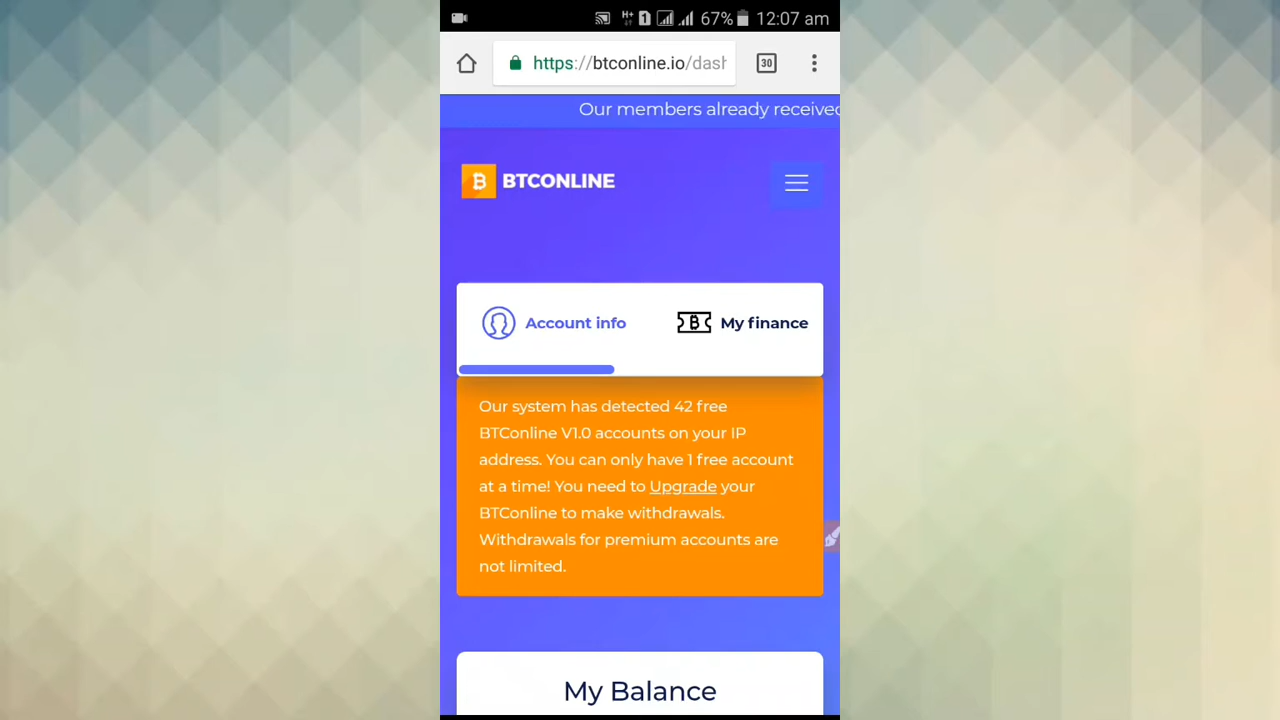 H+ 1 67% 12:07 am
https://btconline.io/dash
30
Our members already received
BTCONLINE
Account info My finance
Our system has detected 42 free
BTConline V1.0 accounts on your IP
address. You can only have 1 free account
at a time! You need to Upgrade your
BTConline to make withdrawals.
Withdrawals for premium accounts are
not limited.
My Balance